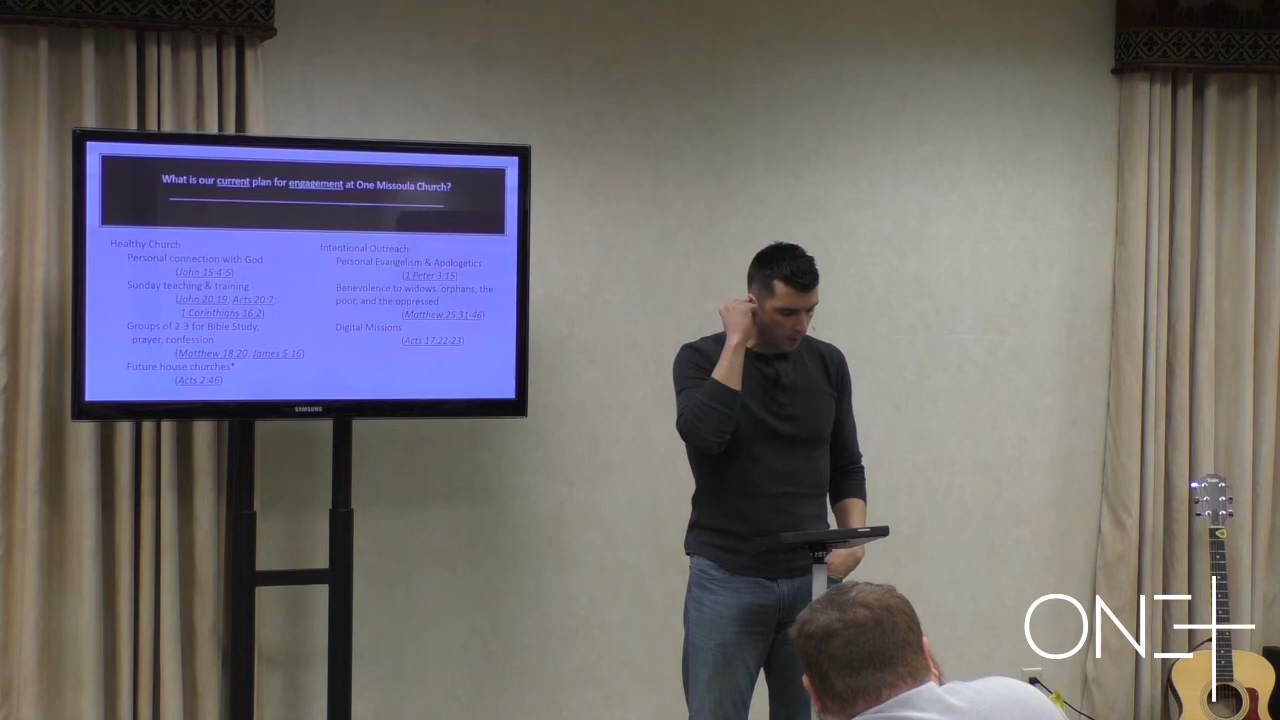 What is our current plan for engagement at One Missoula Church?
Healthy Church
Personal connection with God
(John 15:4-5)
Sunday teaching & training
(John 20:19, Acts 20:7,
1 Corinthians 16:2)
Groups of 2-3 for Bible Study,
prayer, confession
(Matthew 18:20, James 5:16)
Future house churches*
(Acts 2:46)
Intentional Outreach
Personal Evangelism & Apologetics
(1 Peter 3:15)
Benevolence to widows, orphans, the
poor, and the oppressed
(Matthew 25:31-46)
Digital Missions
(Acts 17:22-23)
SAMSUNG
Taylor
ONE